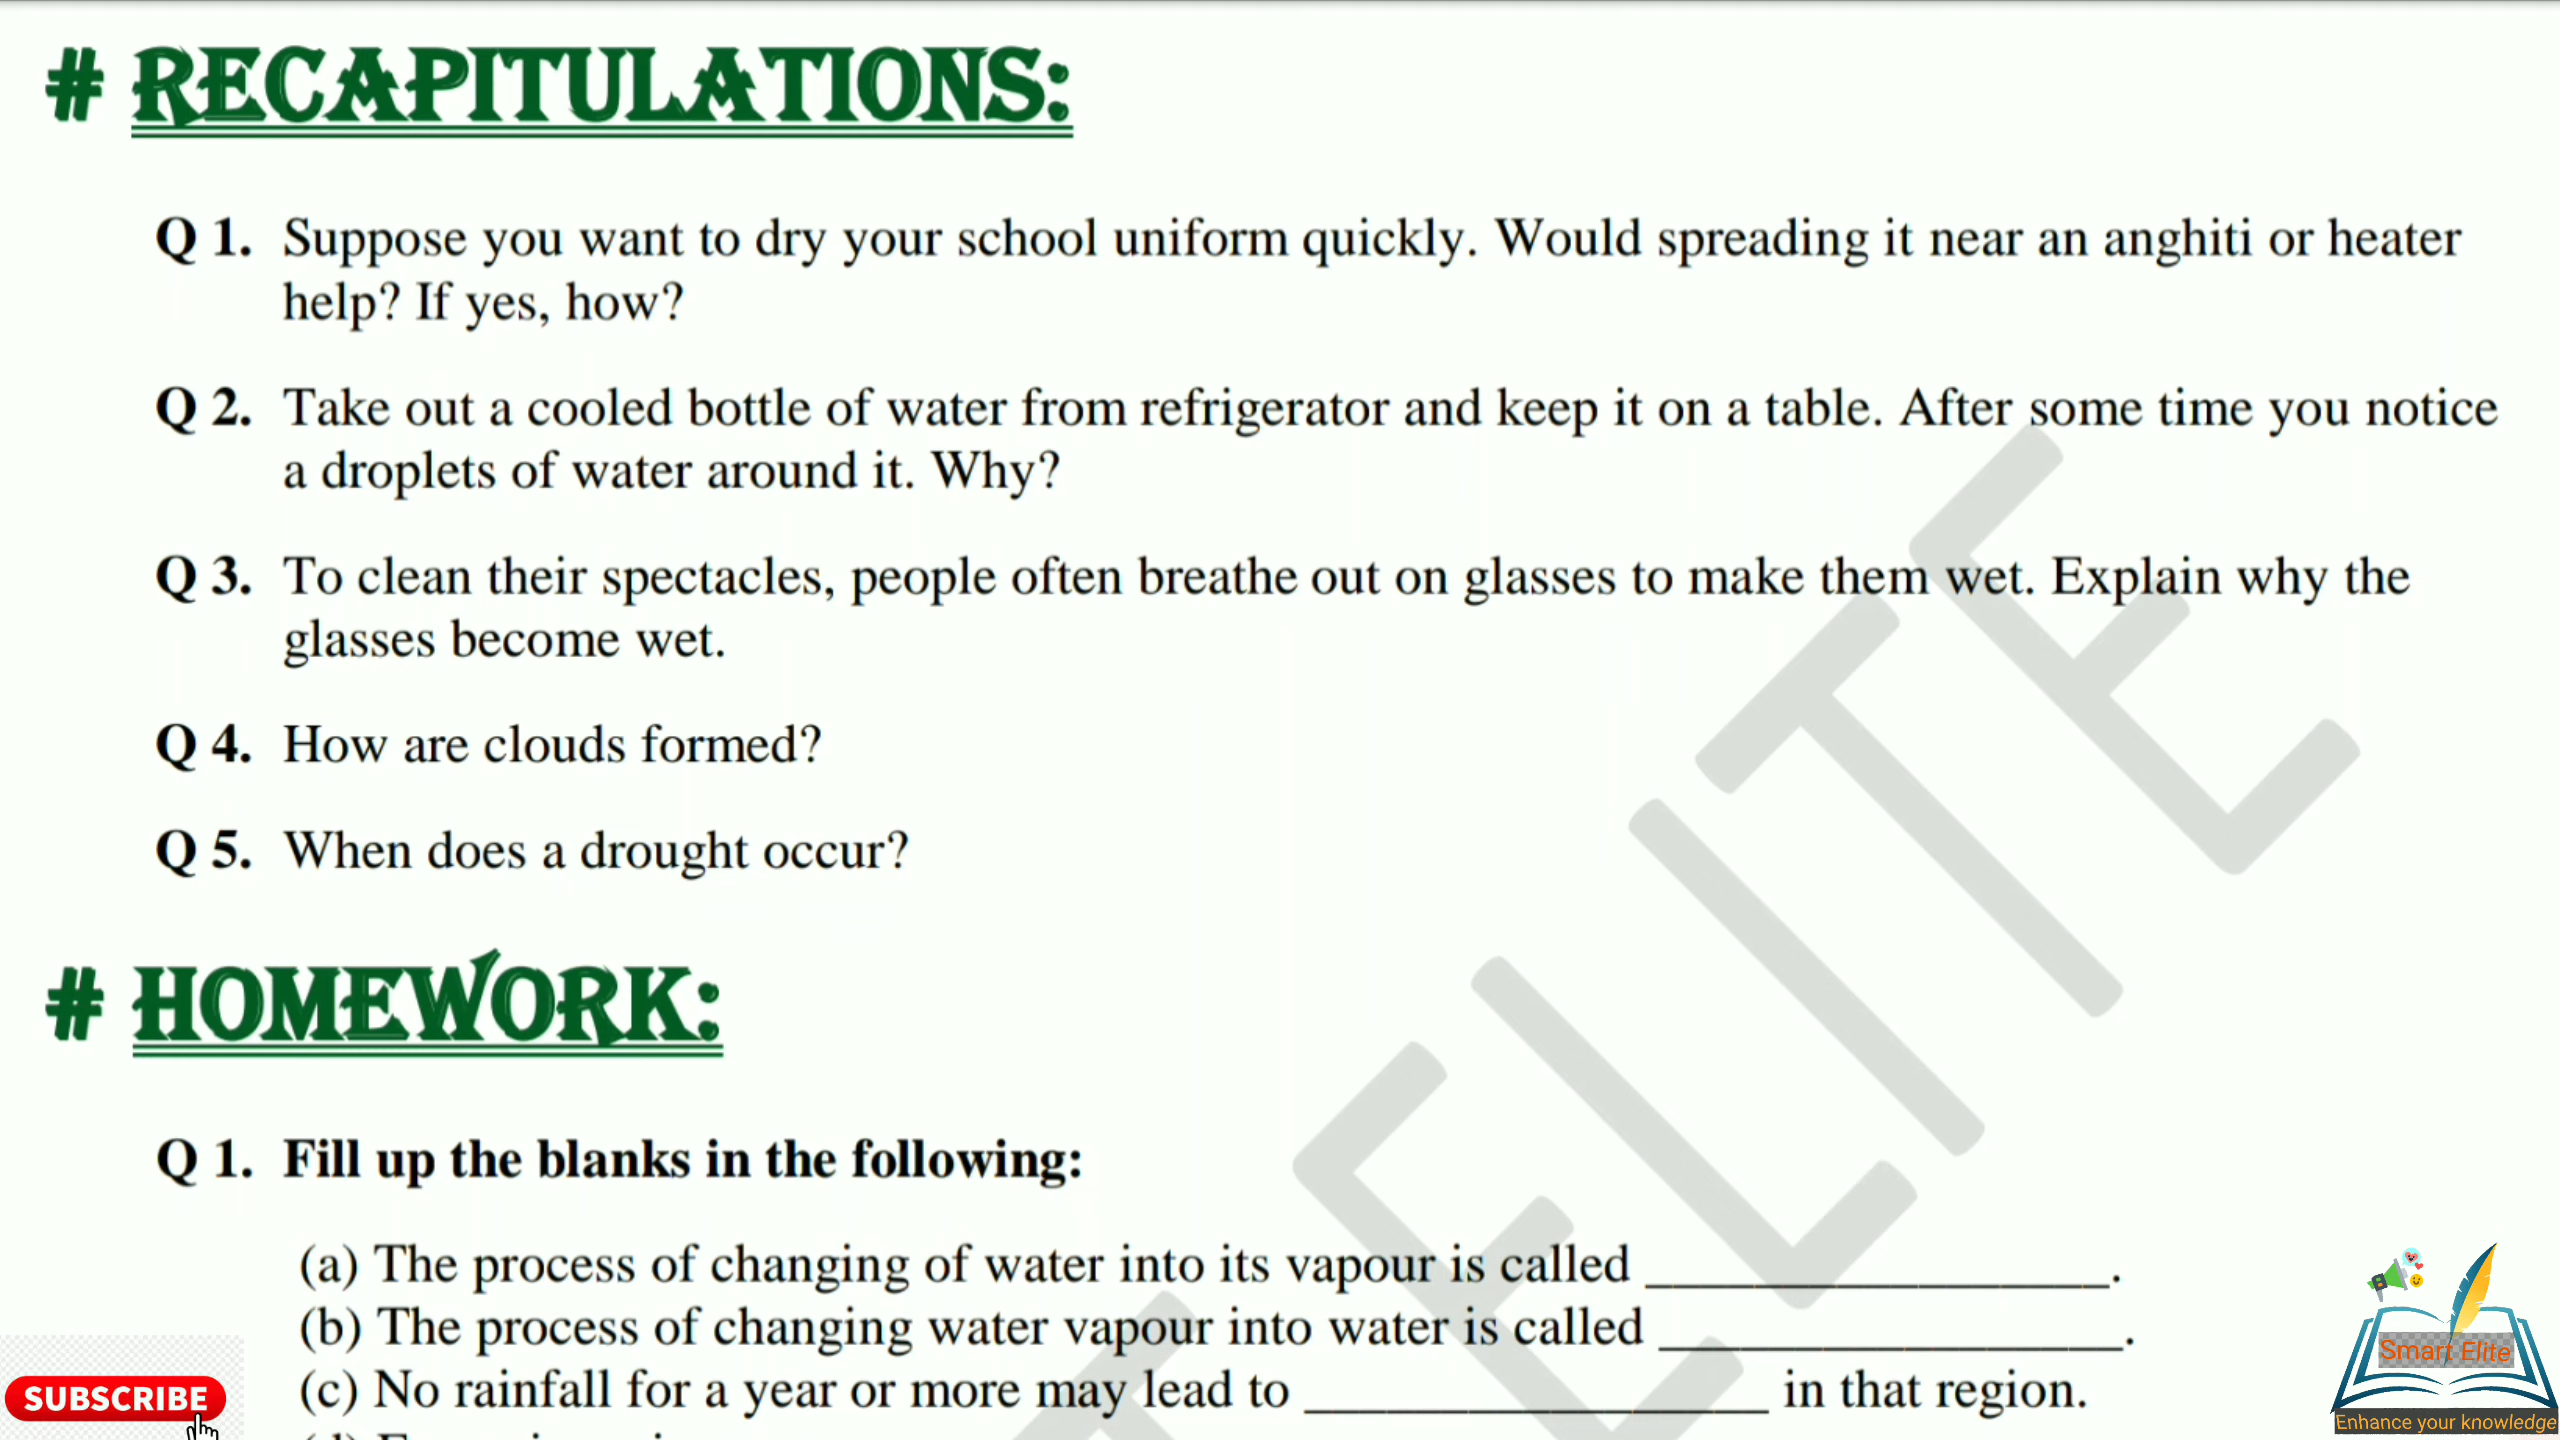 # RECAPITULATIONS:
Q 1. Suppose you want to dry your school uniform quickly. Would spreading it near an anghiti or heater
help? If yes, how?
Q 2. Take out a cooled bottle of water from refrigerator and keep it on a table. After some time you notice
a droplets of water around it. Why?
Q 3. To clean their spectacles, people often breathe out on glasses to make them wet. Explain why the
glasses become wet.
Q 4. How are clouds formed?
Q 5. When does a drought occur?
# HOMEWORK:
Q 1. Fill up the blanks in the following:
(a) The process of changing of water into its vapour is called _________________.
(b) The process of changing water vapour into water is called _________________.
(c) No rainfall for a year or more may lead to _________________ in that region.
SUBSCRIBE
Smart Elite
Enhance your knowledge
ELITE